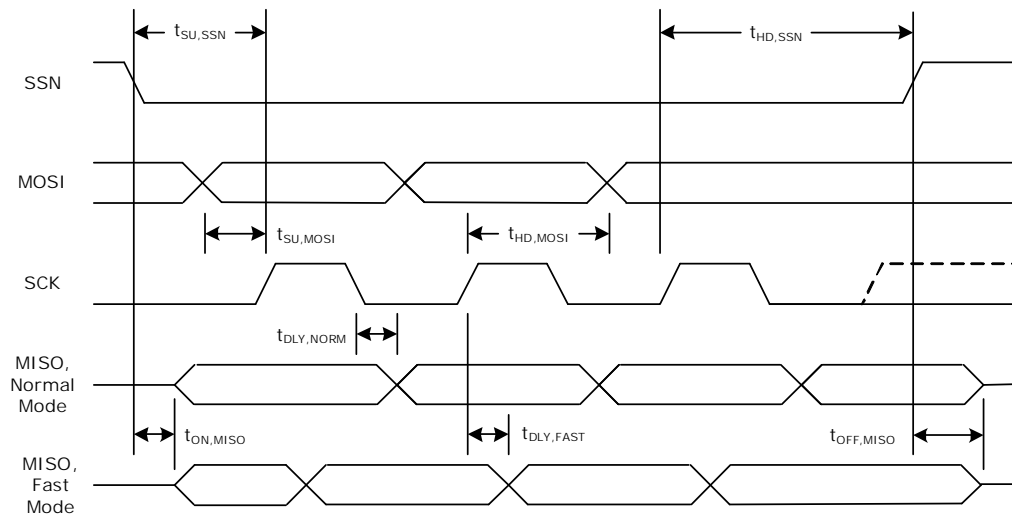 tSU,SSN
tHD,SSN
SSN
MOSI
tSU,MOSI
tHD,MOSI
SCK
tDLY,NORM
MISO,
Normal
Mode
tON,MISO
tDLY,FAST
tOFF,MISO
MISO,
Fast
Mode